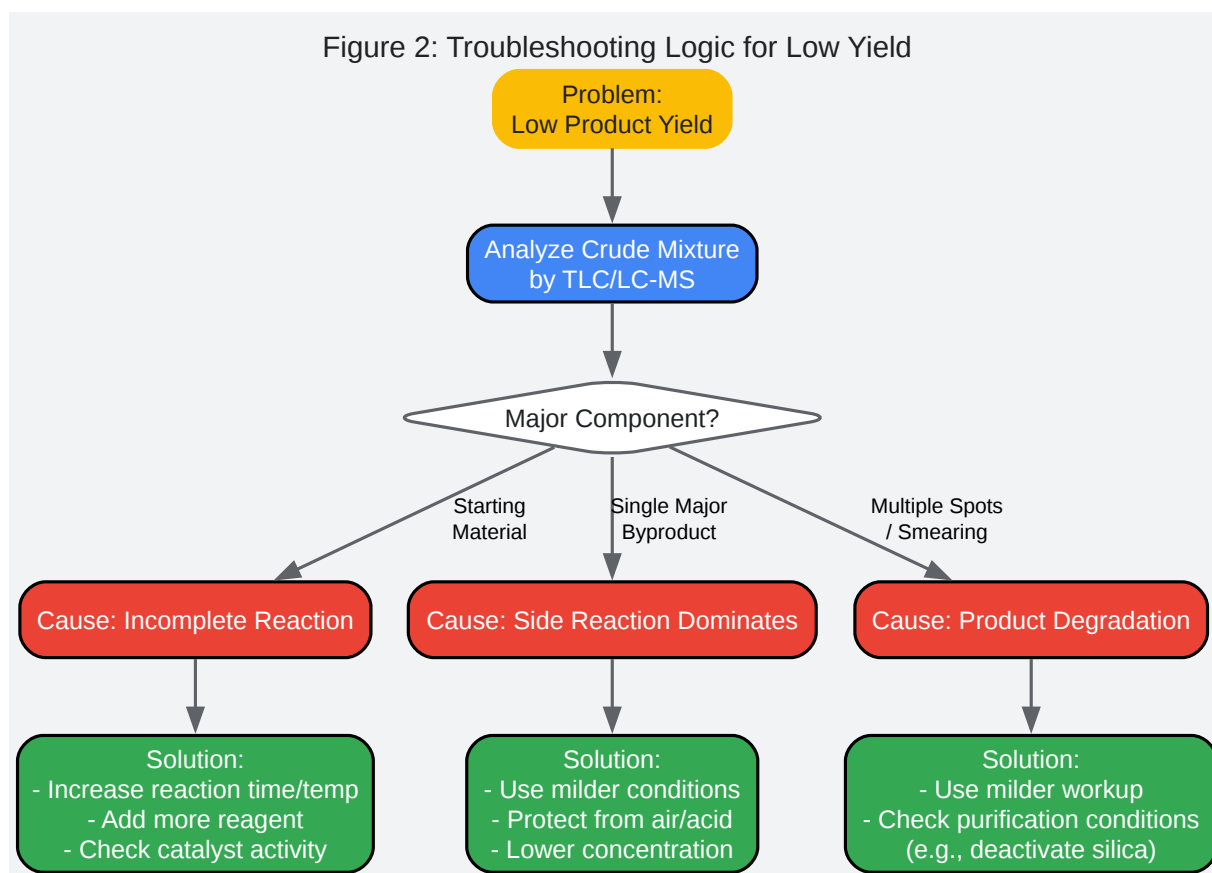 Figure 2: Troubleshooting Logic for Low Yield
Problem:
Low Product Yield
Analyze Crude Mixture
by TLC/LC-MS
Major Component?
Starting
Material
Single Major
Byproduct
Multiple Spots
/ Smearing
Cause: Incomplete Reaction
Cause: Side Reaction Dominates
Cause: Product Degradation
Solution:
- Increase reaction time/temp
- Add more reagent
- Check catalyst activity
Solution:
- Use milder conditions
- Protect from air/acid
- Lower concentration
Solution:
- Use milder workup
- Check purification conditions
(e.g., deactivate silica)